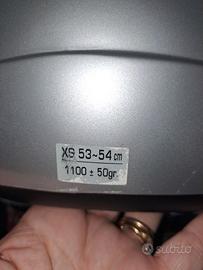 XS 53~54 cm
1100 ± 50gr.
subito